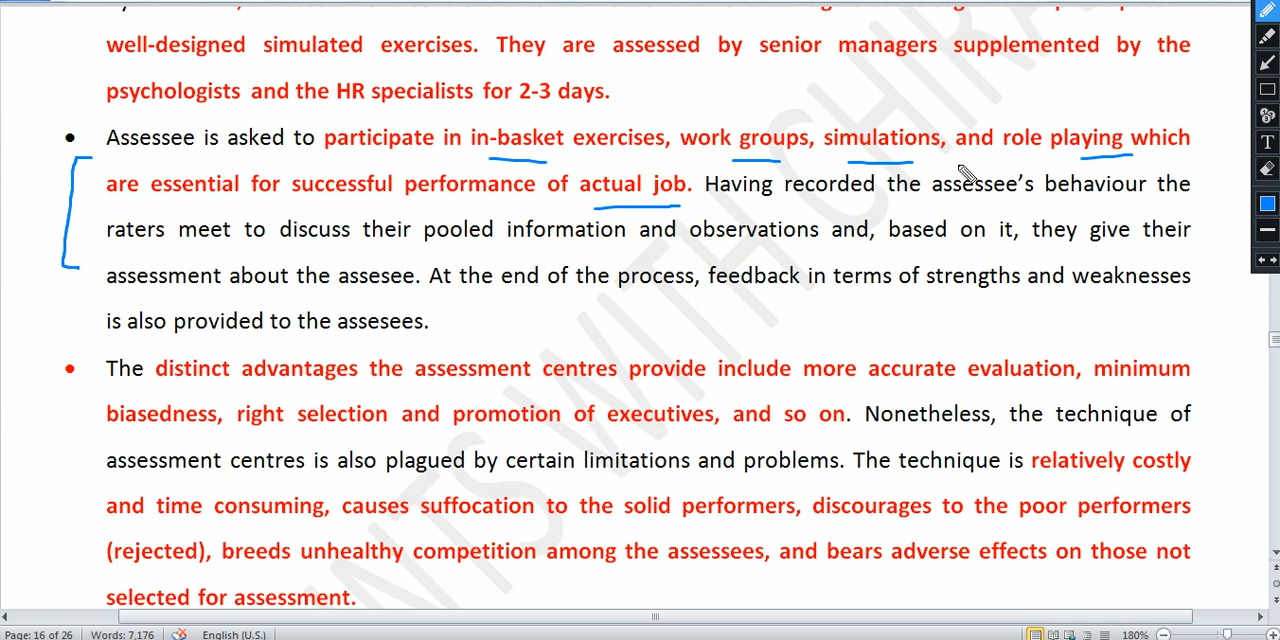 well-designed simulated exercises. They are assessed by senior managers supplemented by the
psychologists and the HR specialists for 2-3 days.
• Assessee is asked to participate in in-basket exercises, work groups, simulations, and role playing which
are essential for successful performance of actual job. Having recorded the assessee's behaviour the
raters meet to discuss their pooled information and observations and, based on it, they give their
assessment about the assesee. At the end of the process, feedback in terms of strengths and weaknesses
is also provided to the assesees.
• The distinct advantages the assessment centres provide include more accurate evaluation, minimum
biasedness, right selection and promotion of executives, and so on. Nonetheless, the technique of
assessment centres is also plagued by certain limitations and problems. The technique is relatively costly
and time consuming, causes suffocation to the solid performers, discourages to the poor performers
(rejected), breeds unhealthy competition among the assessees, and bears adverse effects on those not
selected for assessment.
Page: 16 of 26 Words: 7,176 English (U.S.) 180%
T